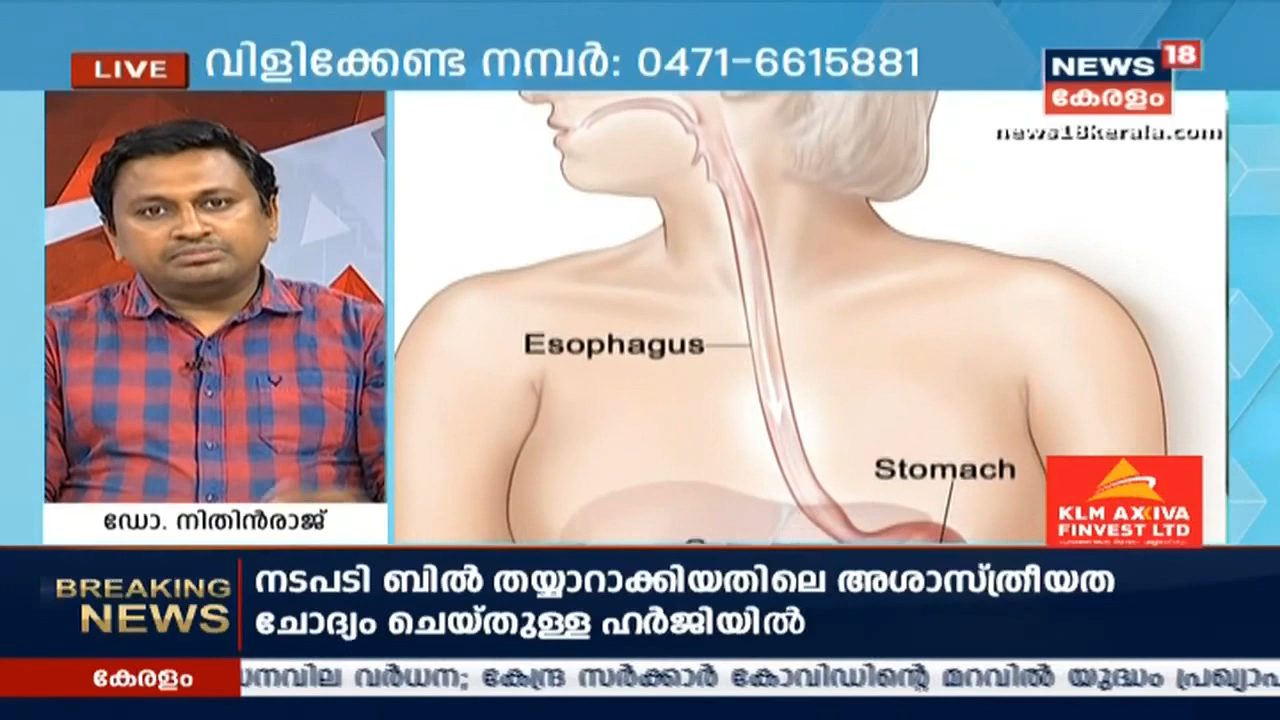 LIVE
വിളിക്കേണ്ട നമ്പർ: 0471-6615881
NEWS 18
കേരളം
news18kerala.com
Esophagus
Stomach
KLM AXIVA
FINVEST LTD
ഡോ. നിതിൻരാജ്
BREAKING
NEWS
നടപടി ബിൽ തയ്യാറാക്കിയതിലെ അശാസ്ത്രീയത
ചോദ്യം ചെയ്തുള്ള ഹർജിയിൽ
കേരളം
വർധന; കേന്ദ്ര സർക്കാർ കോവിഡിന്റെ മറവിൽ യുദ്ധം